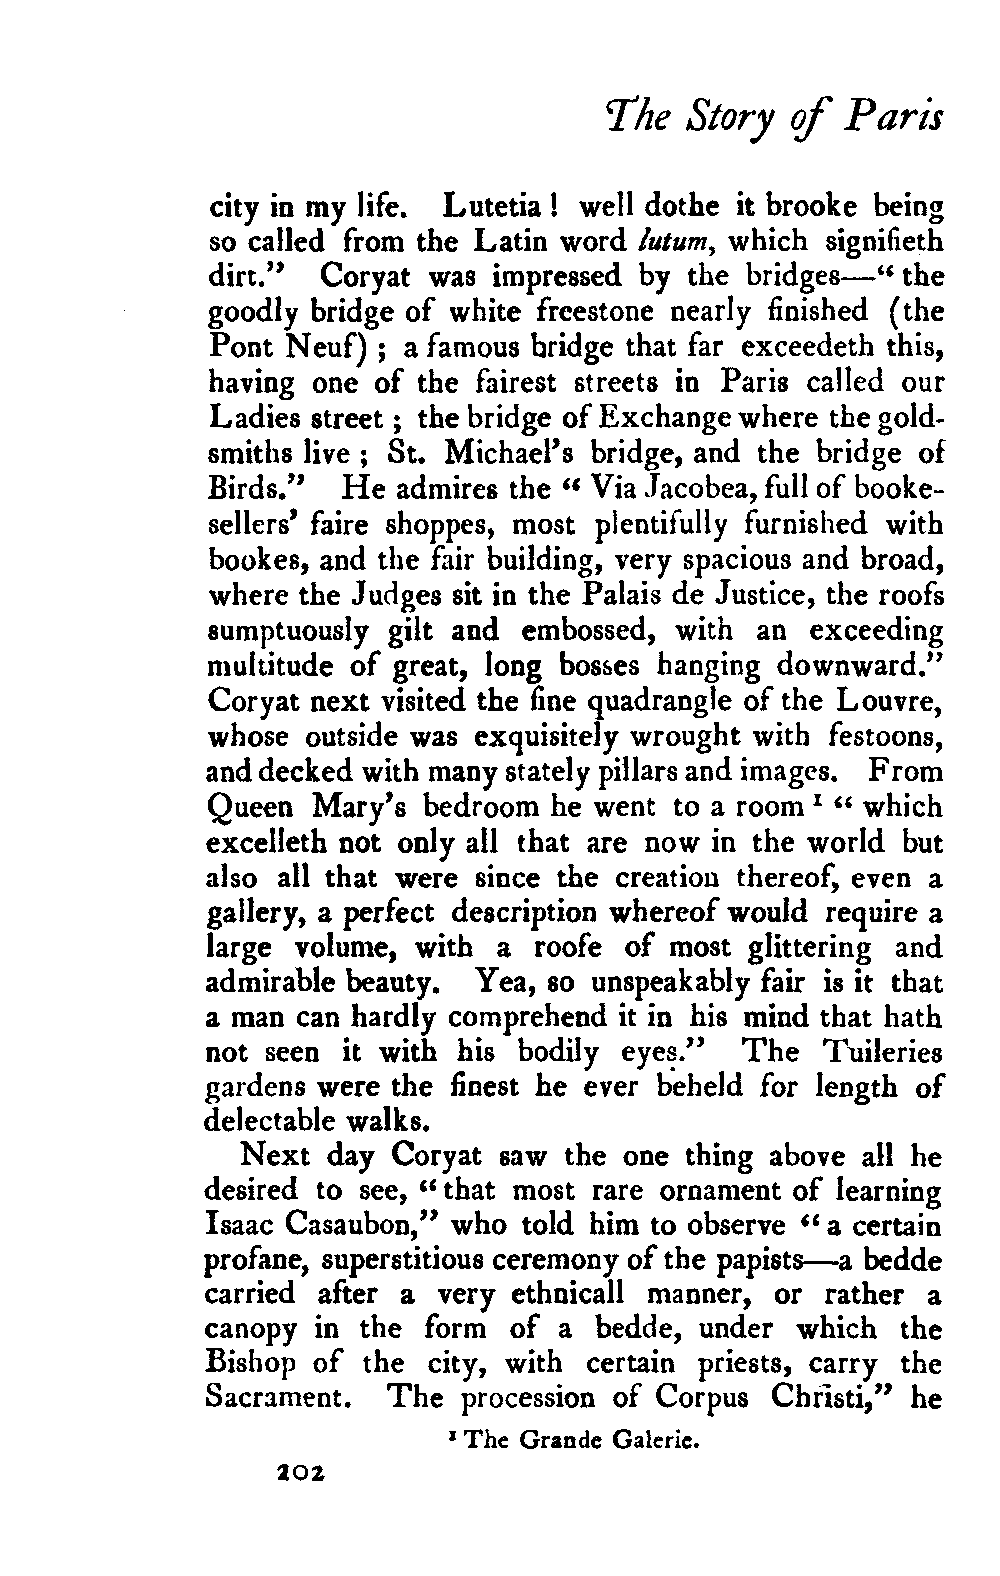 The Story of Paris
city in my life. Lutetia ! well dothe it brooke being
so called from the Latin word lutum, which signifieth
dirt.” Coryat was impressed by the bridges—“ the
goodly bridge of white freestone nearly finished (the
Pont Neuf) ; a famous bridge that far exceedeth this,
having one of the fairest streets in Paris called our
Ladies street ; the bridge of Exchange where the gold-
smiths live ; St. Michael’s bridge, and the bridge of
Birds.” He admires the “ Via Jacobea, full of booke-
sellers’ faire shoppes, most plentifully furnished with
bookes, and the fair building, very spacious and broad,
where the Judges sit in the Palais de Justice, the roofs
sumptuously gilt and embossed, with an exceeding
multitude of great, long bosses hanging downward.”
Coryat next visited the fine quadrangle of the Louvre,
whose outside was exquisitely wrought with festoons,
and decked with many stately pillars and images. From
Queen Mary’s bedroom he went to a room ¹ “ which
excelleth not only all that are now in the world but
also all that were since the creation thereof, even a
gallery, a perfect description whereof would require a
large volume, with a roofe of most glittering and
admirable beauty. Yea, so unspeakably fair is it that
a man can hardly comprehend it in his mind that hath
not seen it with his bodily eyes.” The Tuileries
gardens were the finest he ever beheld for length of
delectable walks.
Next day Coryat saw the one thing above all he
desired to see, “ that most rare ornament of learning
Isaac Casaubon,” who told him to observe “ a certain
profane, superstitious ceremony of the papists—a bedde
carried after a very ethnicall manner, or rather a
canopy in the form of a bedde, under which the
Bishop of the city, with certain priests, carry the
Sacrament. The procession of Corpus Christi,” he
¹ The Grande Galerie.
202